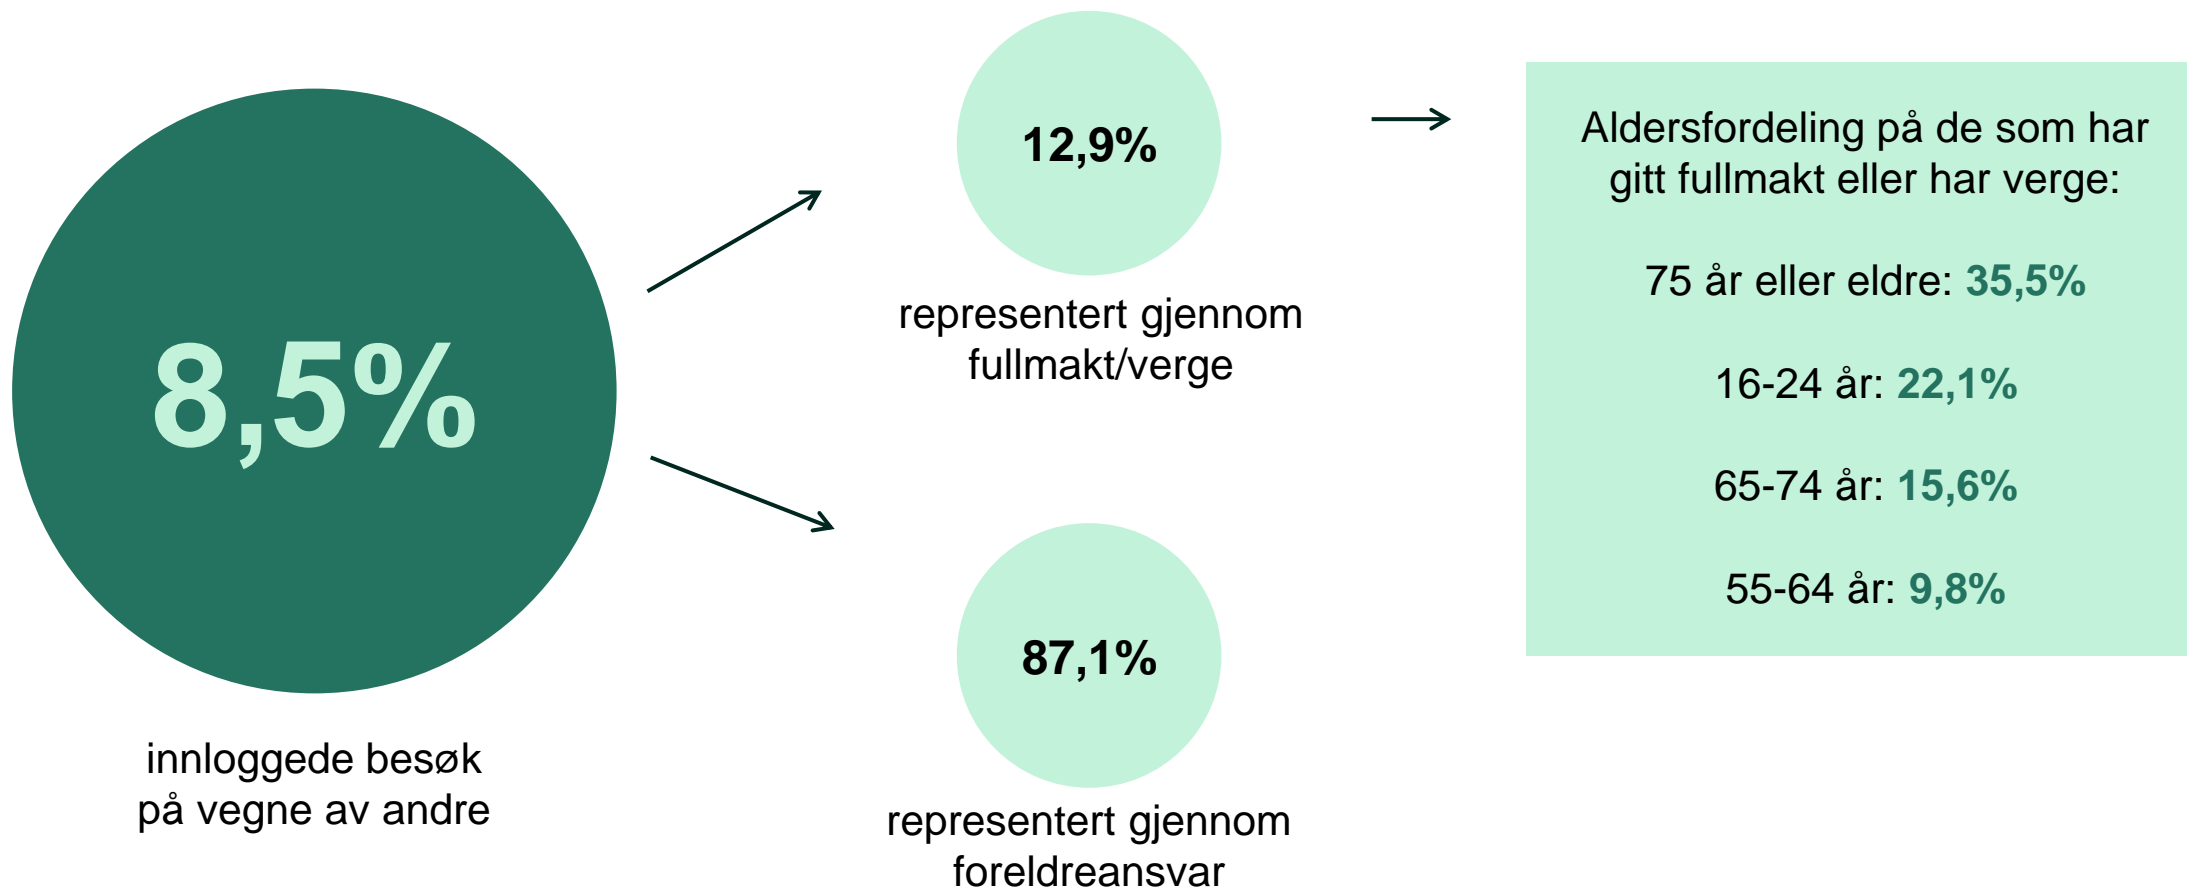 8,5%
innloggede besøk
på vegne av andre
12,9%
representert gjennom
fullmakt/verge
87,1%
representert gjennom
foreldreansvar
Aldersfordeling på de som har
gitt fullmakt eller har verge:
75 år eller eldre: 35,5%
16-24 år: 22,1%
65-74 år: 15,6%
55-64 år: 9,8%